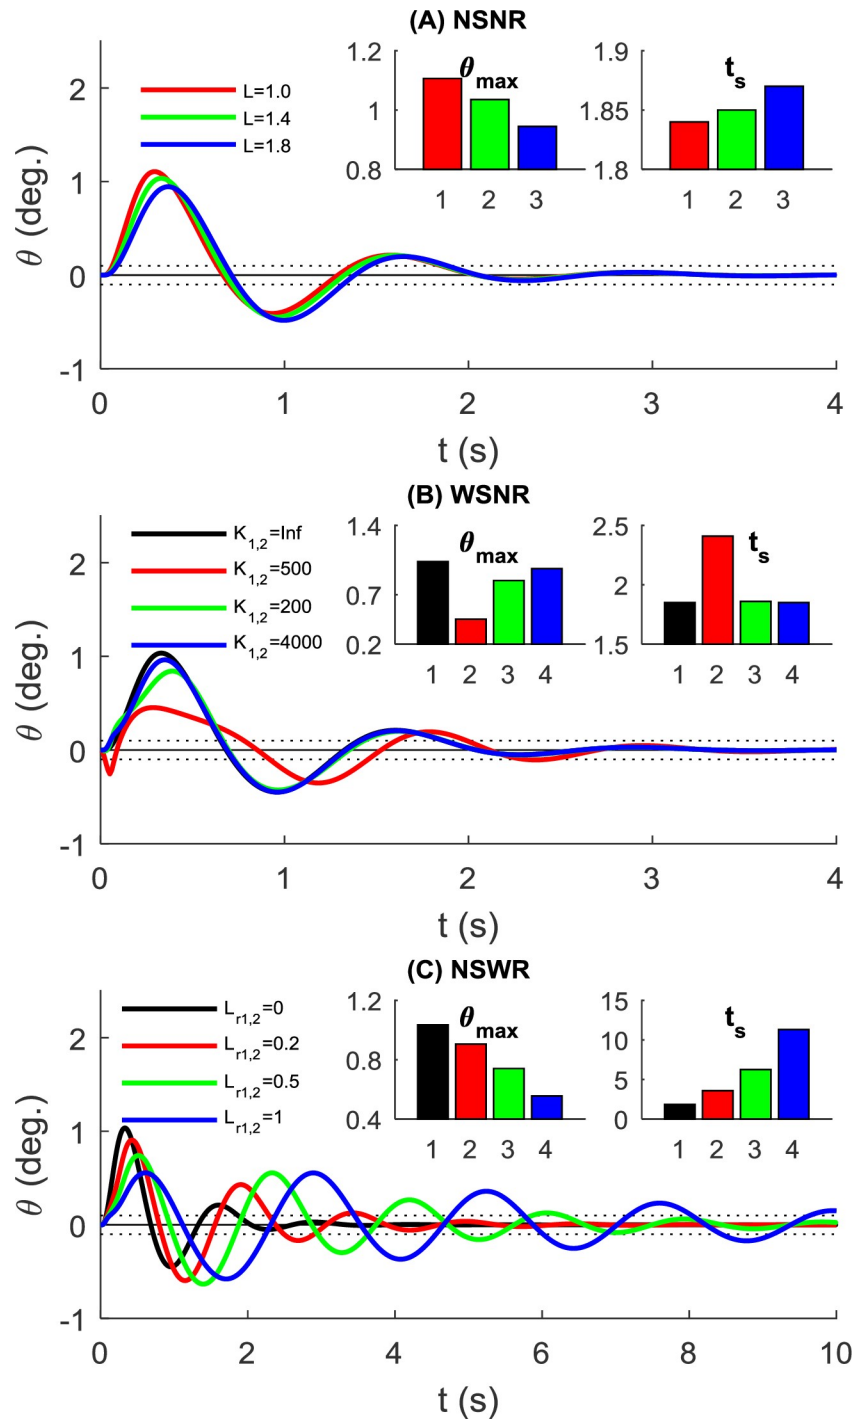 (A) NSNR
L=1.0
L=1.4
L=1.8
θmax
ts
1.2
1
0.8
1 2 3
1.9
1.85
1.8
1 2 3
2
1
0
-1
θ (deg.)
0 1 2 3 4
t (s)
(B) WSNR
K1,2=Inf
K1,2=500
K1,2=200
K1,2=4000
θmax
ts
1.4
0.7
0.2
1 2 3 4
2.5
2
1.5
1 2 3 4
2
1
0
-1
θ (deg.)
0 1 2 3 4
t (s)
(C) NSWR
Lr1,2=0
Lr1,2=0.2
Lr1,2=0.5
Lr1,2=1
θmax
ts
1.2
0.8
0.4
1 2 3 4
15
10
5
0
1 2 3 4
2
1
0
-1
θ (deg.)
0 2 4 6 8 10
t (s)